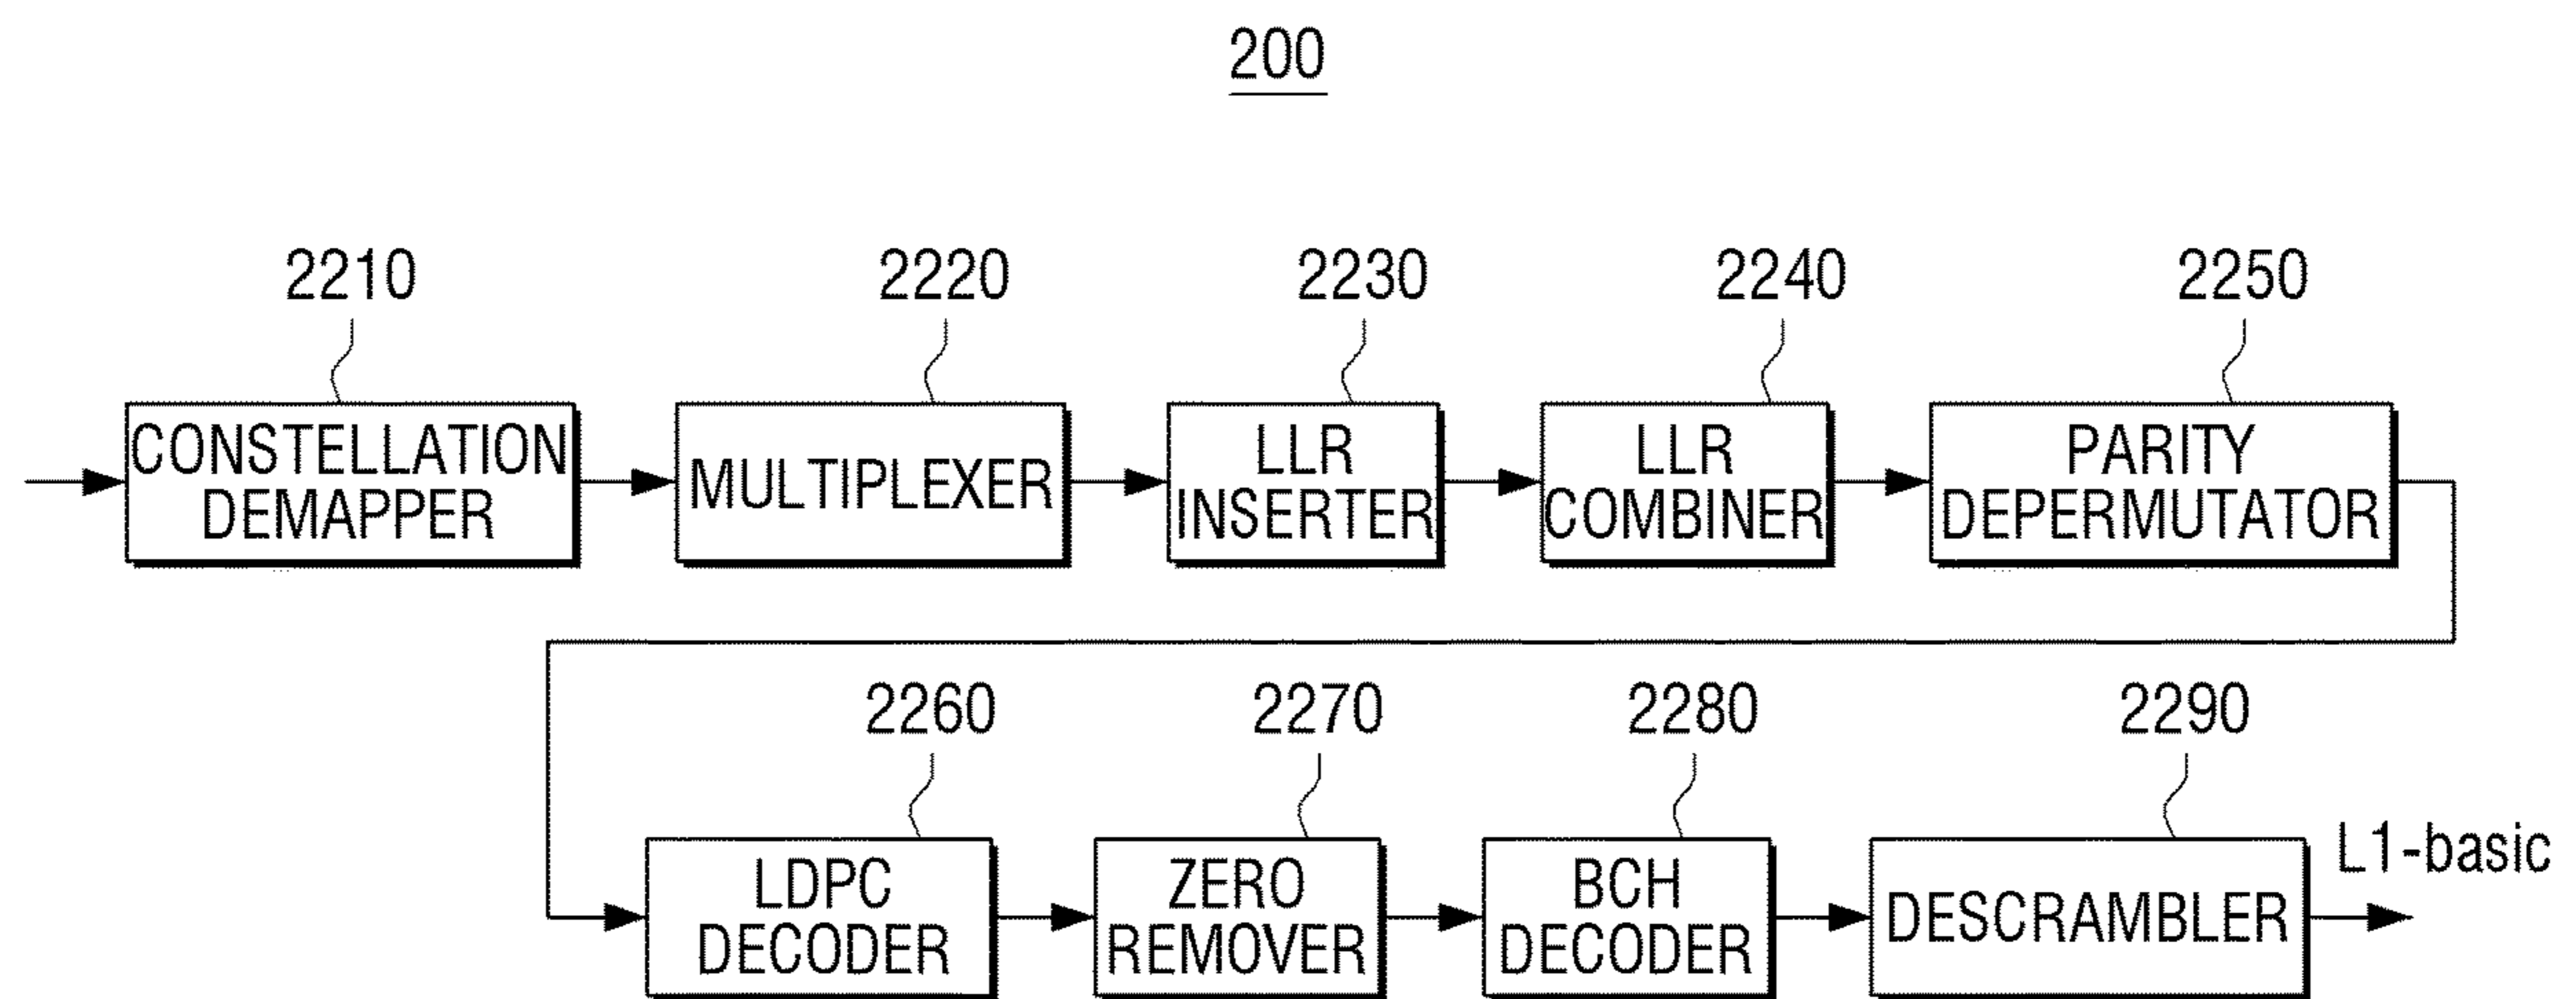 200
2210
2220
2230
2240
2250
CONSTELLATION
DEMAPPER
MULTIPLEXER
LLR
INSERTER
LLR
COMBINER
PARITY
DEPERMUTATOR
2260
2270
2280
2290
LDPC
DECODER
ZERO
REMOVER
BCH
DECODER
DESCRAMBLER
L1-basic